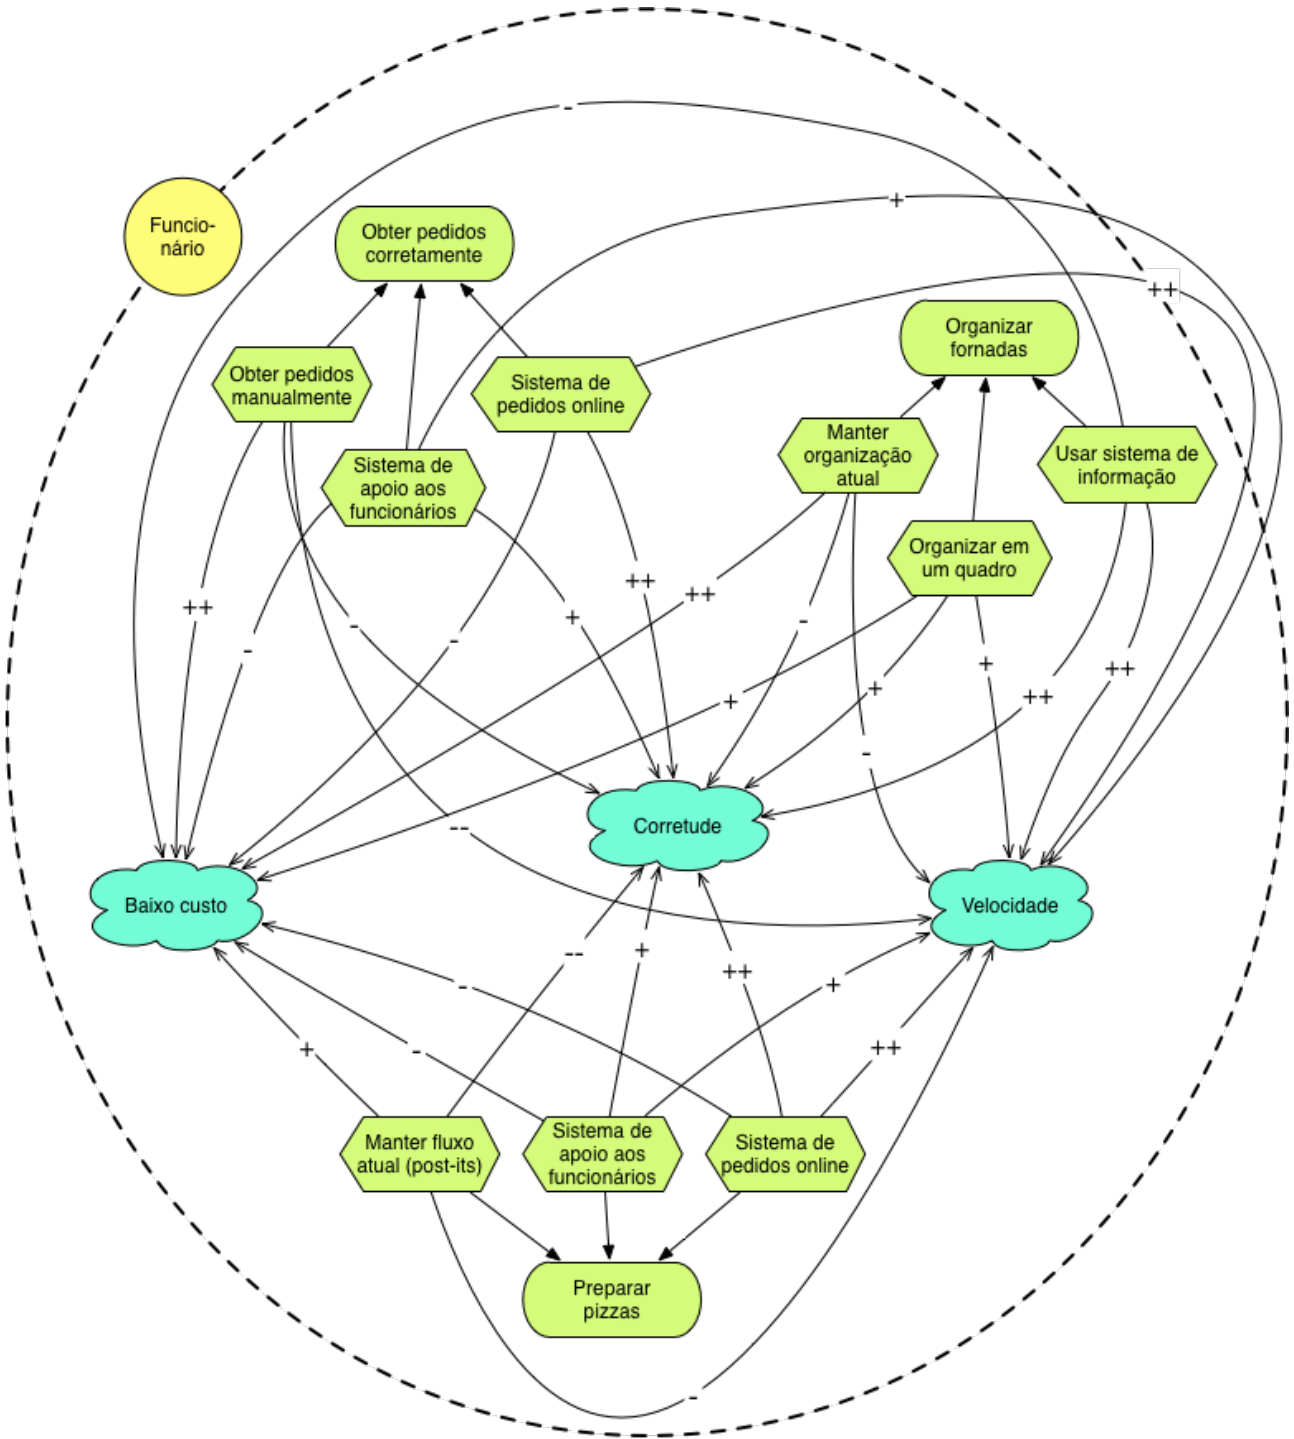 -
+
Funcio-
nário
Obter pedidos
corretamente
++
Organizar
fornadas
Obter pedidos
manualmente
Sistema de
pedidos online
Manter
organização
atual
Usar sistema de
informação
Sistema de
apoio aos
funcionários
Organizar em
um quadro
++
++
++
+
-
-
-
-
+
++
+
+
++
-
--
Corretude
Baixo custo
Velocidade
--
+
++
-
+
+
-
++
Manter fluxo
atual (post-its)
Sistema de
apoio aos
funcionários
Sistema de
pedidos online
Preparar
pizzas
-